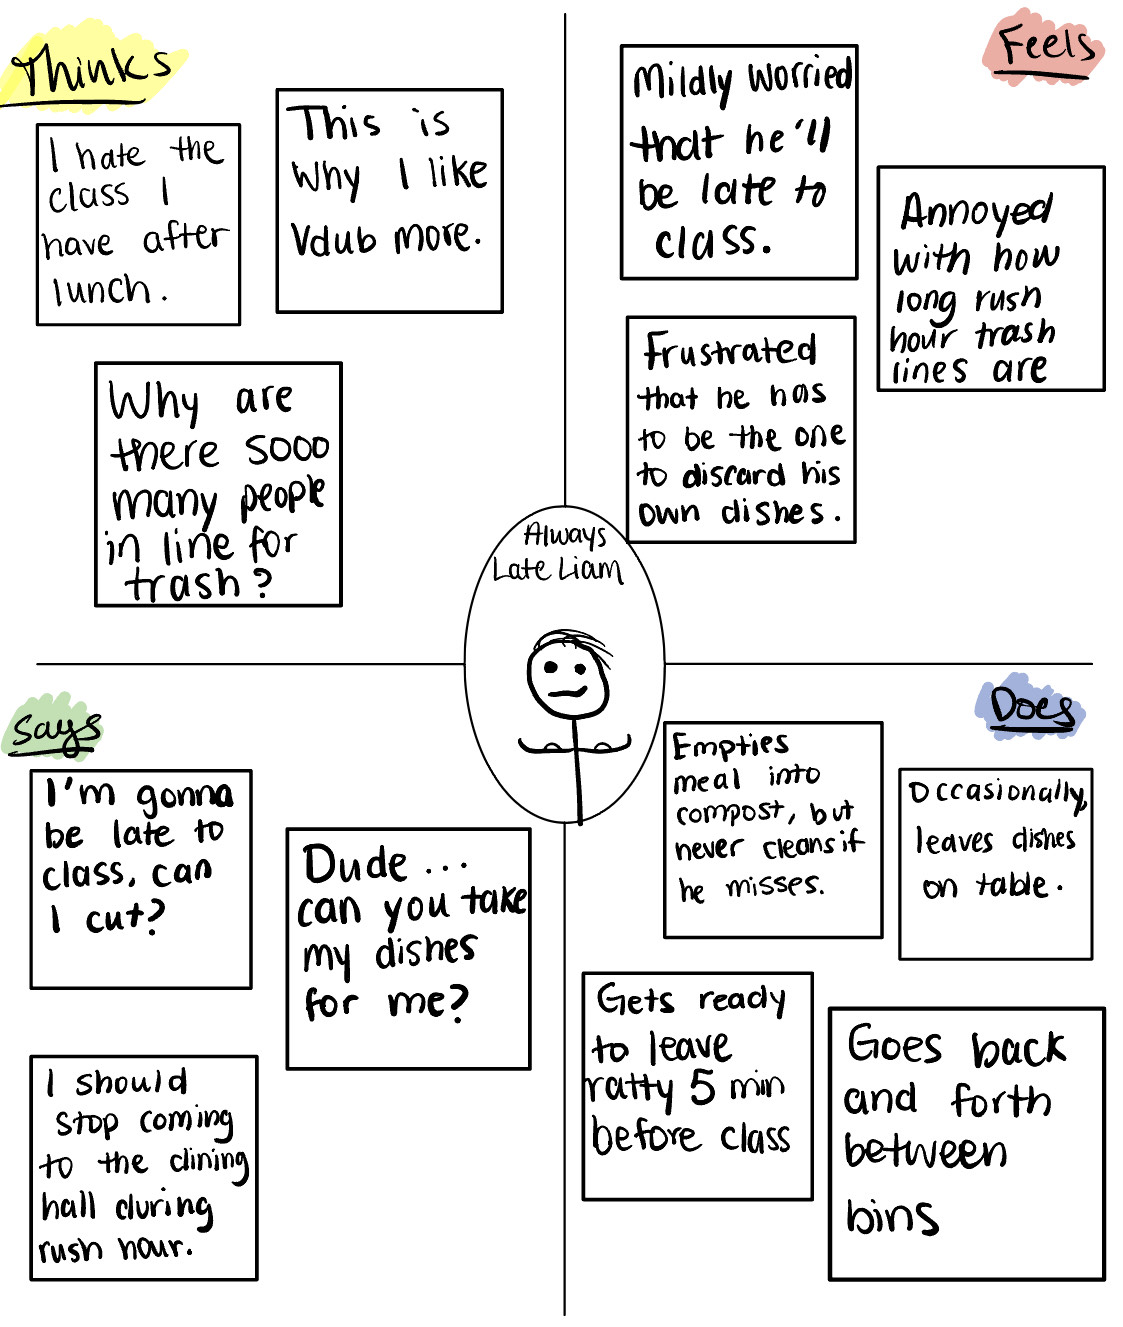 Thinks
I hate the
class I
have after
lunch.
This is
why I like
Vdub more.
Why are
there sooo
many people
in line for
trash?
Feels
Mildly worried
that he'll
be late to
class.
Annoyed
with how
long rush
hour trash
lines are
Frustrated
that he has
to be the one
to discard his
own dishes.
Always
Late Liam
Says
I'm gonna
be late to
class, can
I cut?
Dude ...
can you take
my dishes
for me?
I should
stop coming
to the dining
hall during
rush hour.
Does
Empties
meal into
compost, but
never cleans if
he misses.
Occasionally,
leaves dishes
on table.
Gets ready
to leave
ratty 5 min
before class
Goes back
and forth
between
bins